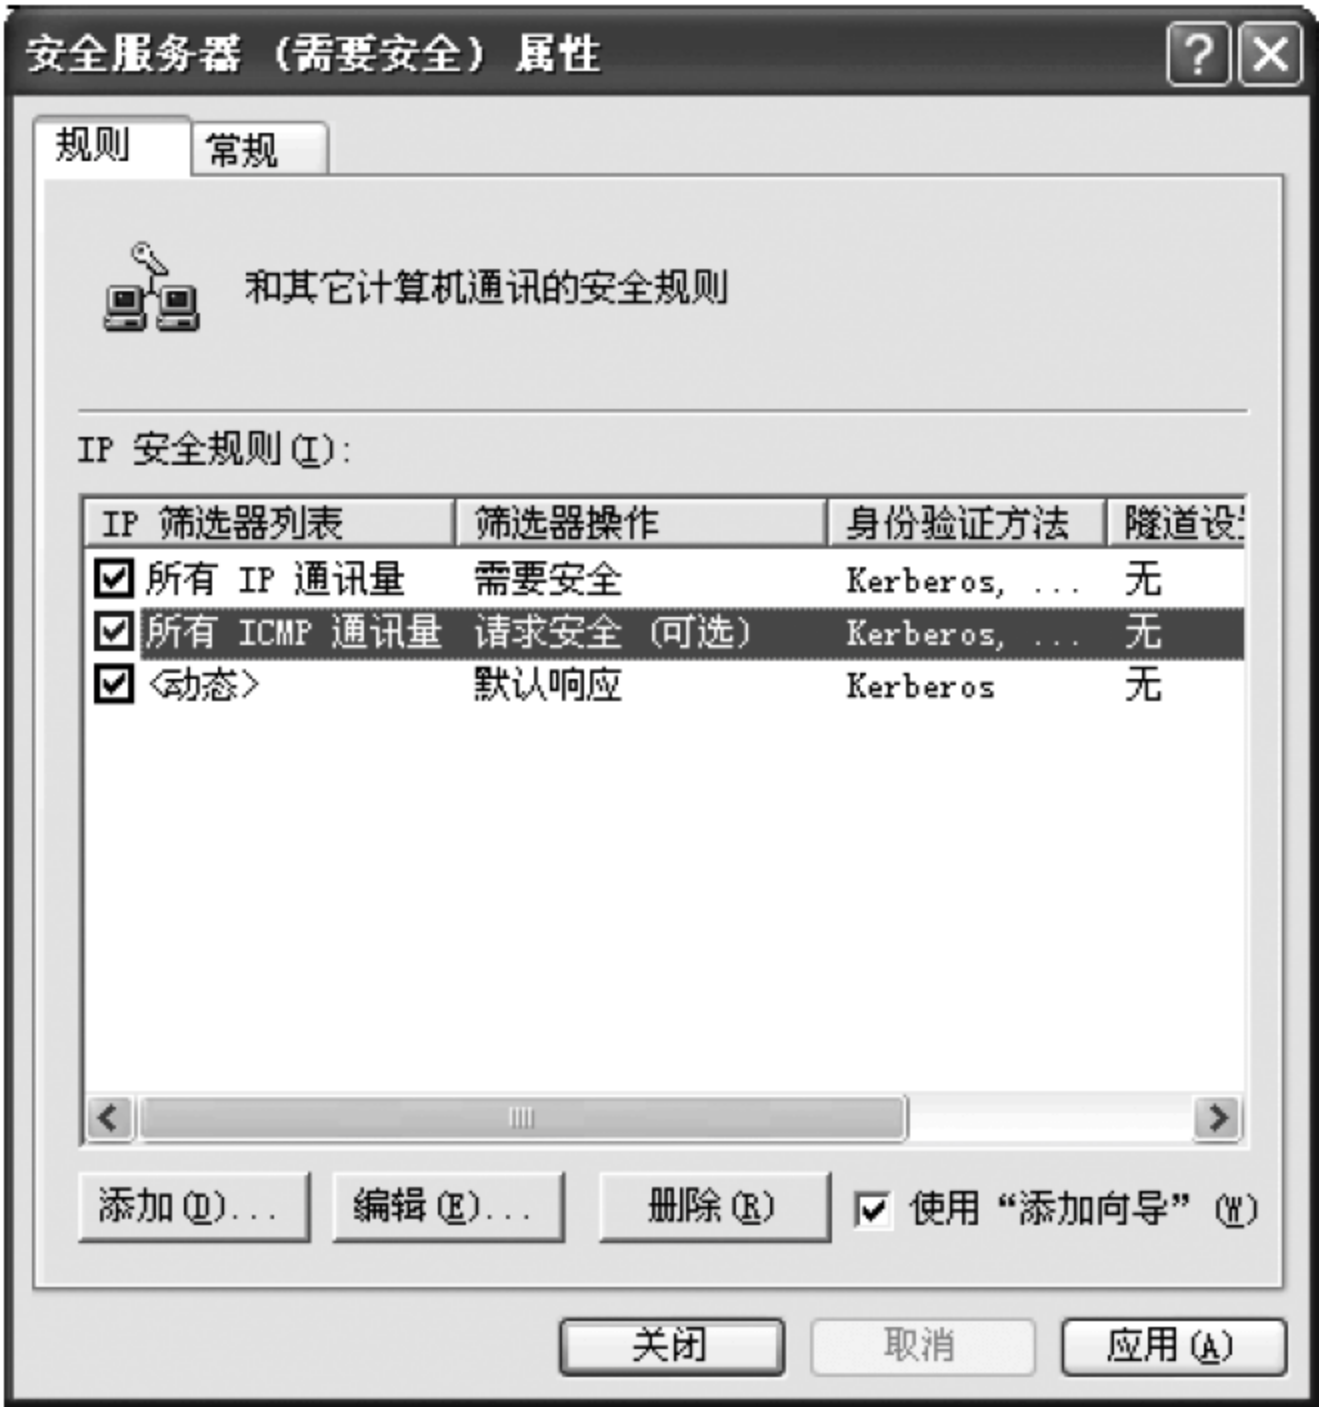 安全服务器 (需要安全) 属性
规则 常规
和其它计算机通讯的安全规则
IP 安全规则(I):
IP 筛选器列表 筛选器操作 身份验证方法 隧道设
所有 IP 通讯量 需要安全 Kerberos, ... 无
所有 ICMP 通讯量 请求安全 (可选) Kerberos, ... 无
<动态> 默认响应 Kerberos 无
添加(D)... 编辑(E)... 删除(R) 使用“添加向导” (W)
关闭 取消 应用(A)